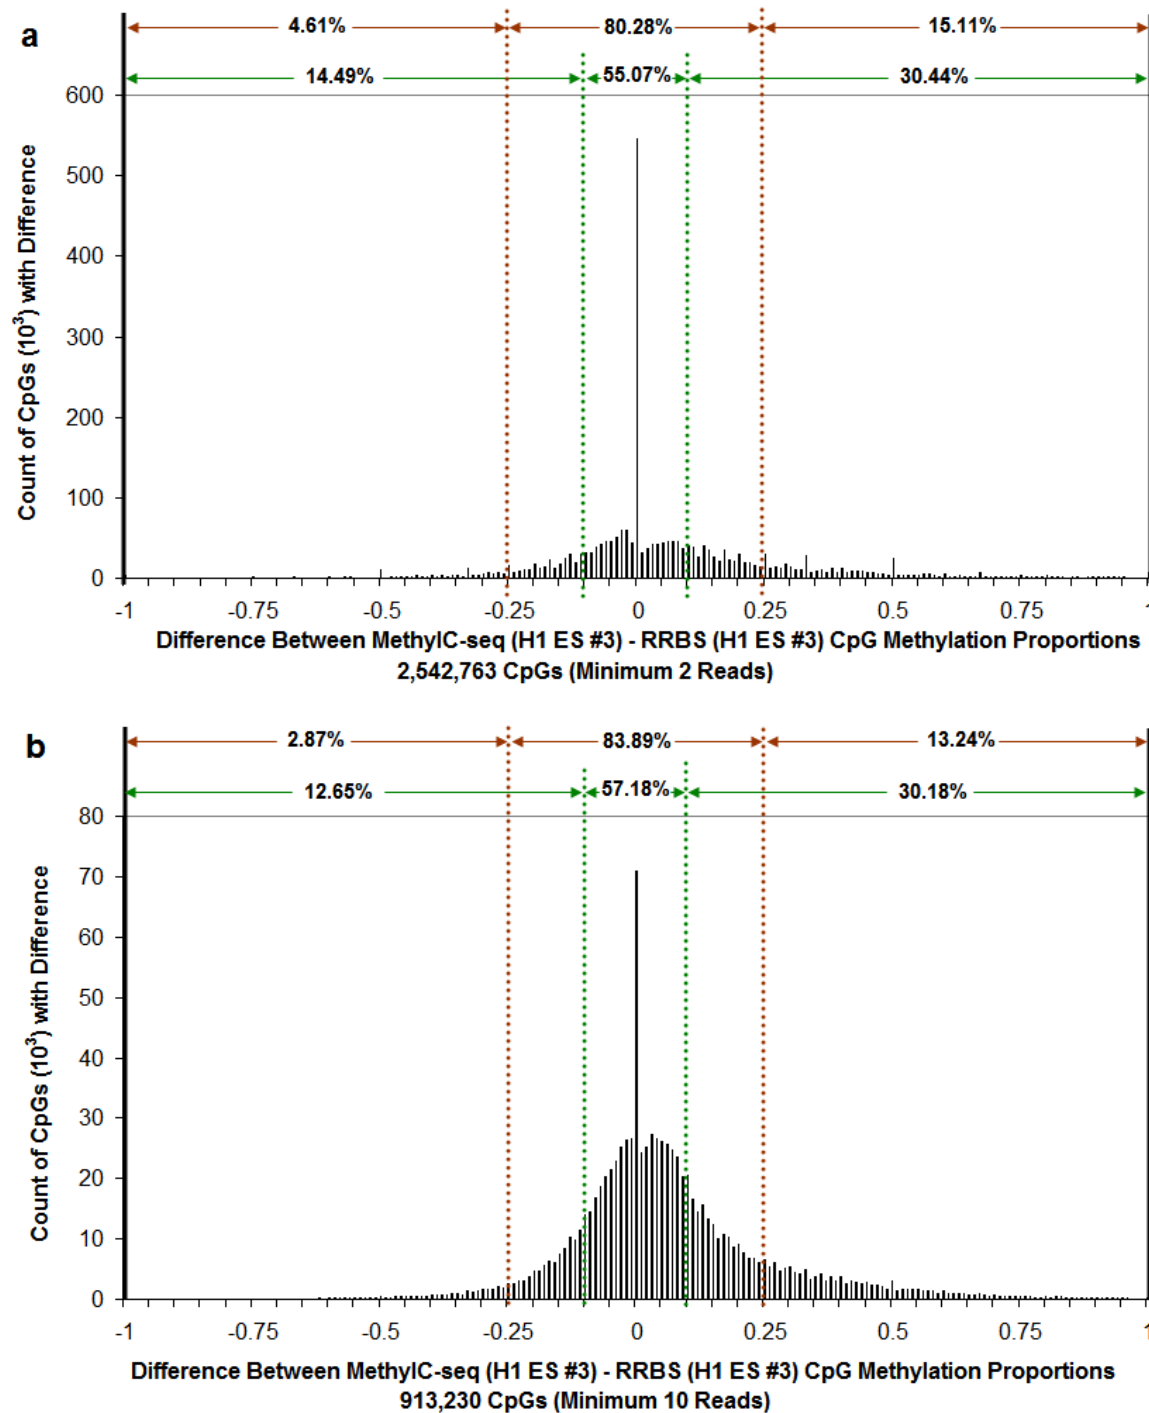 a
4.61% 80.28% 15.11%
14.49% 55.07% 30.44%
600
500
400
300
200
100
0
Count of CpGs (10³) with Difference
-1 -0.75 -0.5 -0.25 0 0.25 0.5 0.75 1
Difference Between MethylC-seq (H1 ES #3) - RRBS (H1 ES #3) CpG Methylation Proportions
2,542,763 CpGs (Minimum 2 Reads)
b
2.87% 83.89% 13.24%
12.65% 57.18% 30.18%
80
70
60
50
40
30
20
10
0
Count of CpGs (10³) with Difference
-1 -0.75 -0.5 -0.25 0 0.25 0.5 0.75 1
Difference Between MethylC-seq (H1 ES #3) - RRBS (H1 ES #3) CpG Methylation Proportions
913,230 CpGs (Minimum 10 Reads)